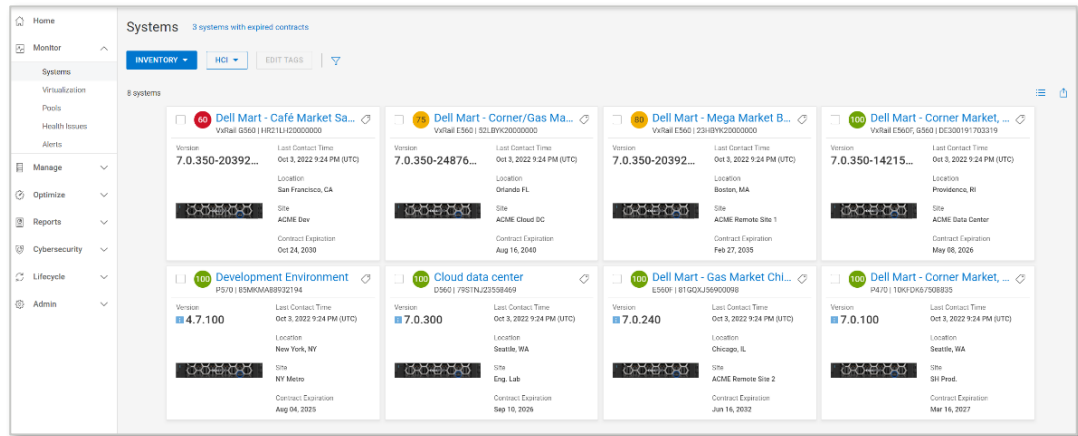 Home
Monitor
Systems
Virtualization
Pools
Health Issues
Alerts
Manage
Optimize
Reports
Cybersecurity
Lifecycle
Admin
Systems 3 systems with expired contracts
INVENTORY HCI EDIT TAGS
8 systems
60 Dell Mart - Café Market Sa...
VxRail G560 | HR21LH20000000
Version Last Contact Time
7.0.350-20392... Oct 3, 2022 9:24 PM (UTC)
Location
San Francisco, CA
Site
ACME Dev
Contract Expiration
Oct 24, 2030
75 Dell Mart - Corner/Gas Ma...
VxRail E560 | 52LBYK20000000
Version Last Contact Time
7.0.350-24876... Oct 3, 2022 9:24 PM (UTC)
Location
Orlando FL
Site
ACME Cloud DC
Contract Expiration
Aug 16, 2040
80 Dell Mart - Mega Market B...
VxRail E560 | 23HBYK20000000
Version Last Contact Time
7.0.350-20392... Oct 3, 2022 9:24 PM (UTC)
Location
Boston, MA
Site
ACME Remote Site 1
Contract Expiration
Feb 27, 2035
100 Dell Mart - Corner Market, ...
VxRail E560F, G560 | DE300191703319
Version Last Contact Time
7.0.350-14215... Oct 3, 2022 9:24 PM (UTC)
Location
Providence, RI
Site
ACME Data Center
Contract Expiration
May 08, 2026
100 Development Environment
P570 | 85MKMA88932194
Version Last Contact Time
4.7.100 Oct 3, 2022 9:24 PM (UTC)
Location
New York, NY
Site
NY Metro
Contract Expiration
Aug 04, 2025
100 Cloud data center
D560 | 79STNJ23558469
Version Last Contact Time
7.0.300 Oct 3, 2022 9:24 PM (UTC)
Location
Seattle, WA
Site
Eng. Lab
Contract Expiration
Sep 10, 2026
100 Dell Mart - Gas Market Chi...
E560F | 81GQXJ56900098
Version Last Contact Time
7.0.240 Oct 3, 2022 9:24 PM (UTC)
Location
Chicago, IL
Site
ACME Remote Site 2
Contract Expiration
Jun 16, 2032
100 Dell Mart - Corner Market, ...
P470 | 10KFDK67508835
Version Last Contact Time
7.0.100 Oct 3, 2022 9:24 PM (UTC)
Location
Seattle, WA
Site
SH Prod.
Contract Expiration
Mar 16, 2027